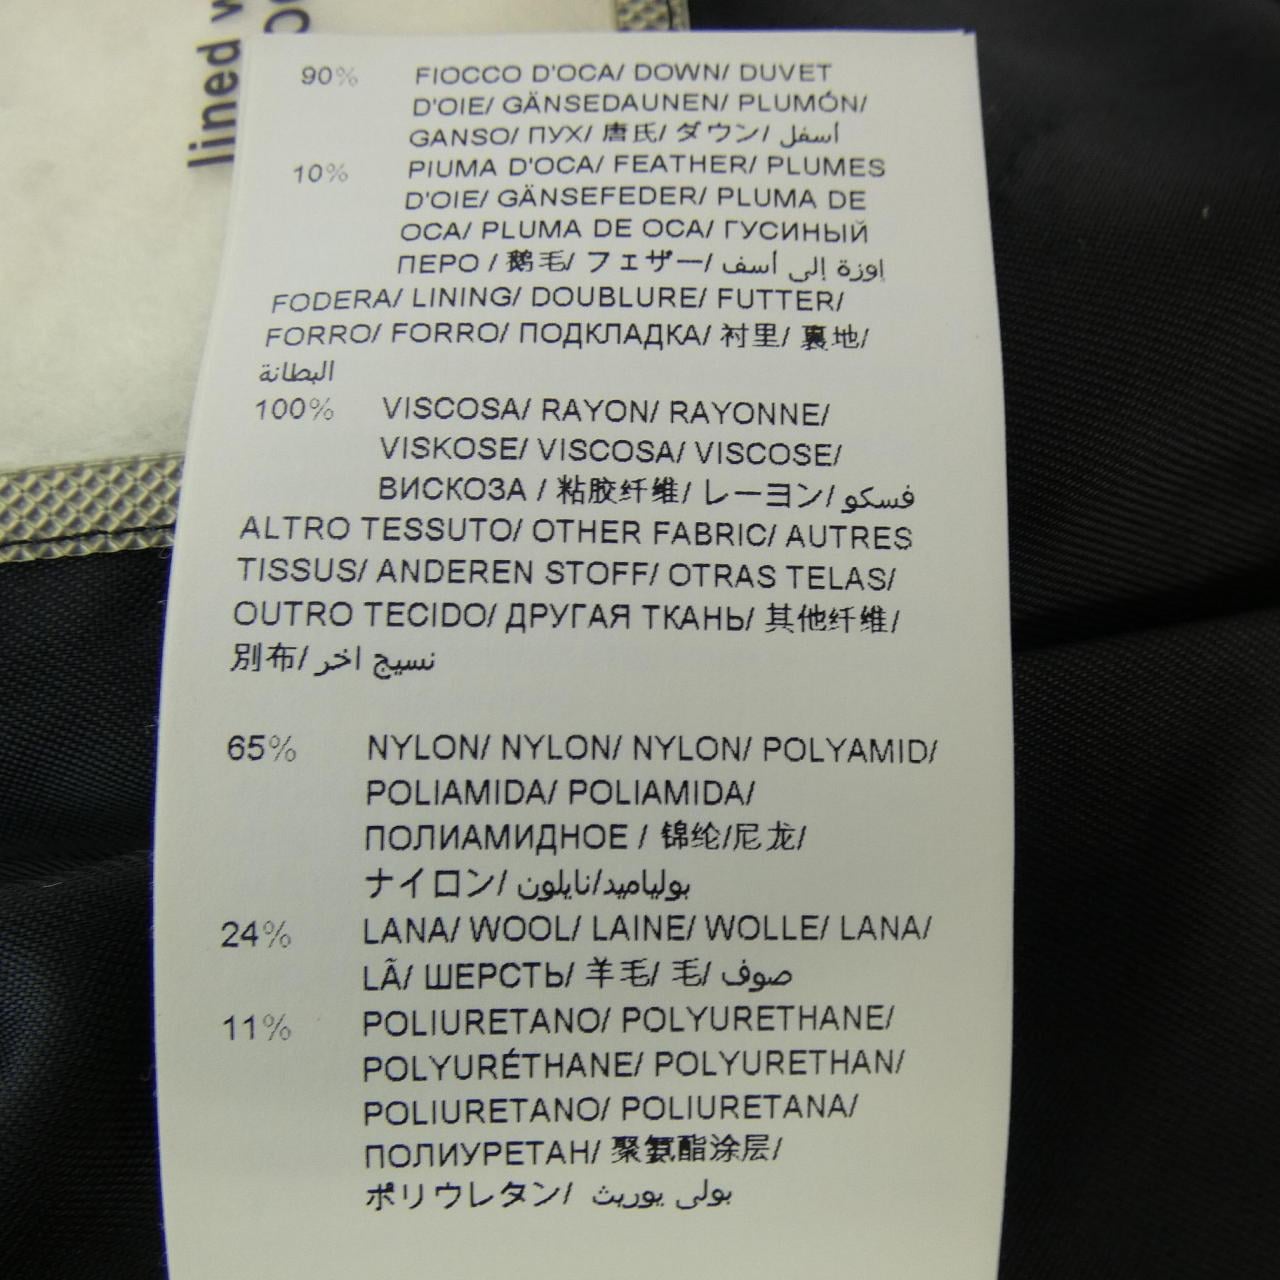 lined w
90% FIOCCO D'OCA/ DOWN/ DUVET
D'OIE/ GÄNSEDAUNEN/ PLUMÓN/
GANSO/ ПУХ/ 唐氏/ ダウン/ أسفل
10% PIUMA D'OCA/ FEATHER/ PLUMES
D'OIE/ GÄNSEFEDER/ PLUMA DE
OCA/ PLUMA DE OCA/ ГУСИНЫЙ
ПЕРО / 鹅毛/ フェザー/ إوزة إلى أسف
FODERA/ LINING/ DOUBLURE/ FUTTER/
FORRO/ FORRO/ ПОДКЛАДКА/ 衬里/ 裏地/
البطانة
100% VISCOSA/ RAYON/ RAYONNE/
VISKOSE/ VISCOSA/ VISCOSE/
ВИСКОЗА / 粘胶纤维/ レーヨン/ فسكو
ALTRO TESSUTO/ OTHER FABRIC/ AUTRES
TISSUS/ ANDEREN STOFF/ OTRAS TELAS/
OUTRO TECIDO/ ДРУГАЯ ТКАНЬ/ 其他纤维/
別布/ نسيج اخر
65% NYLON/ NYLON/ NYLON/ POLYAMID/
POLIAMIDA/ POLIAMIDA/
ПОЛИАМИДНОЕ / 锦纶/尼龙/
ナイロン/ بولياميد/نايلون
24% LANA/ WOOL/ LAINE/ WOLLE/ LANA/
LÃ/ ШЕРСТЬ/ 羊毛/ 毛/ صوف
11% POLIURETANO/ POLYURETHANE/
POLYURÉTHANE/ POLYURETHAN/
POLIURETANO/ POLIURETANA/
ПОЛИУРЕТАН/ 聚氨酯涂层/
ポリウレタン/ بولى يوريث